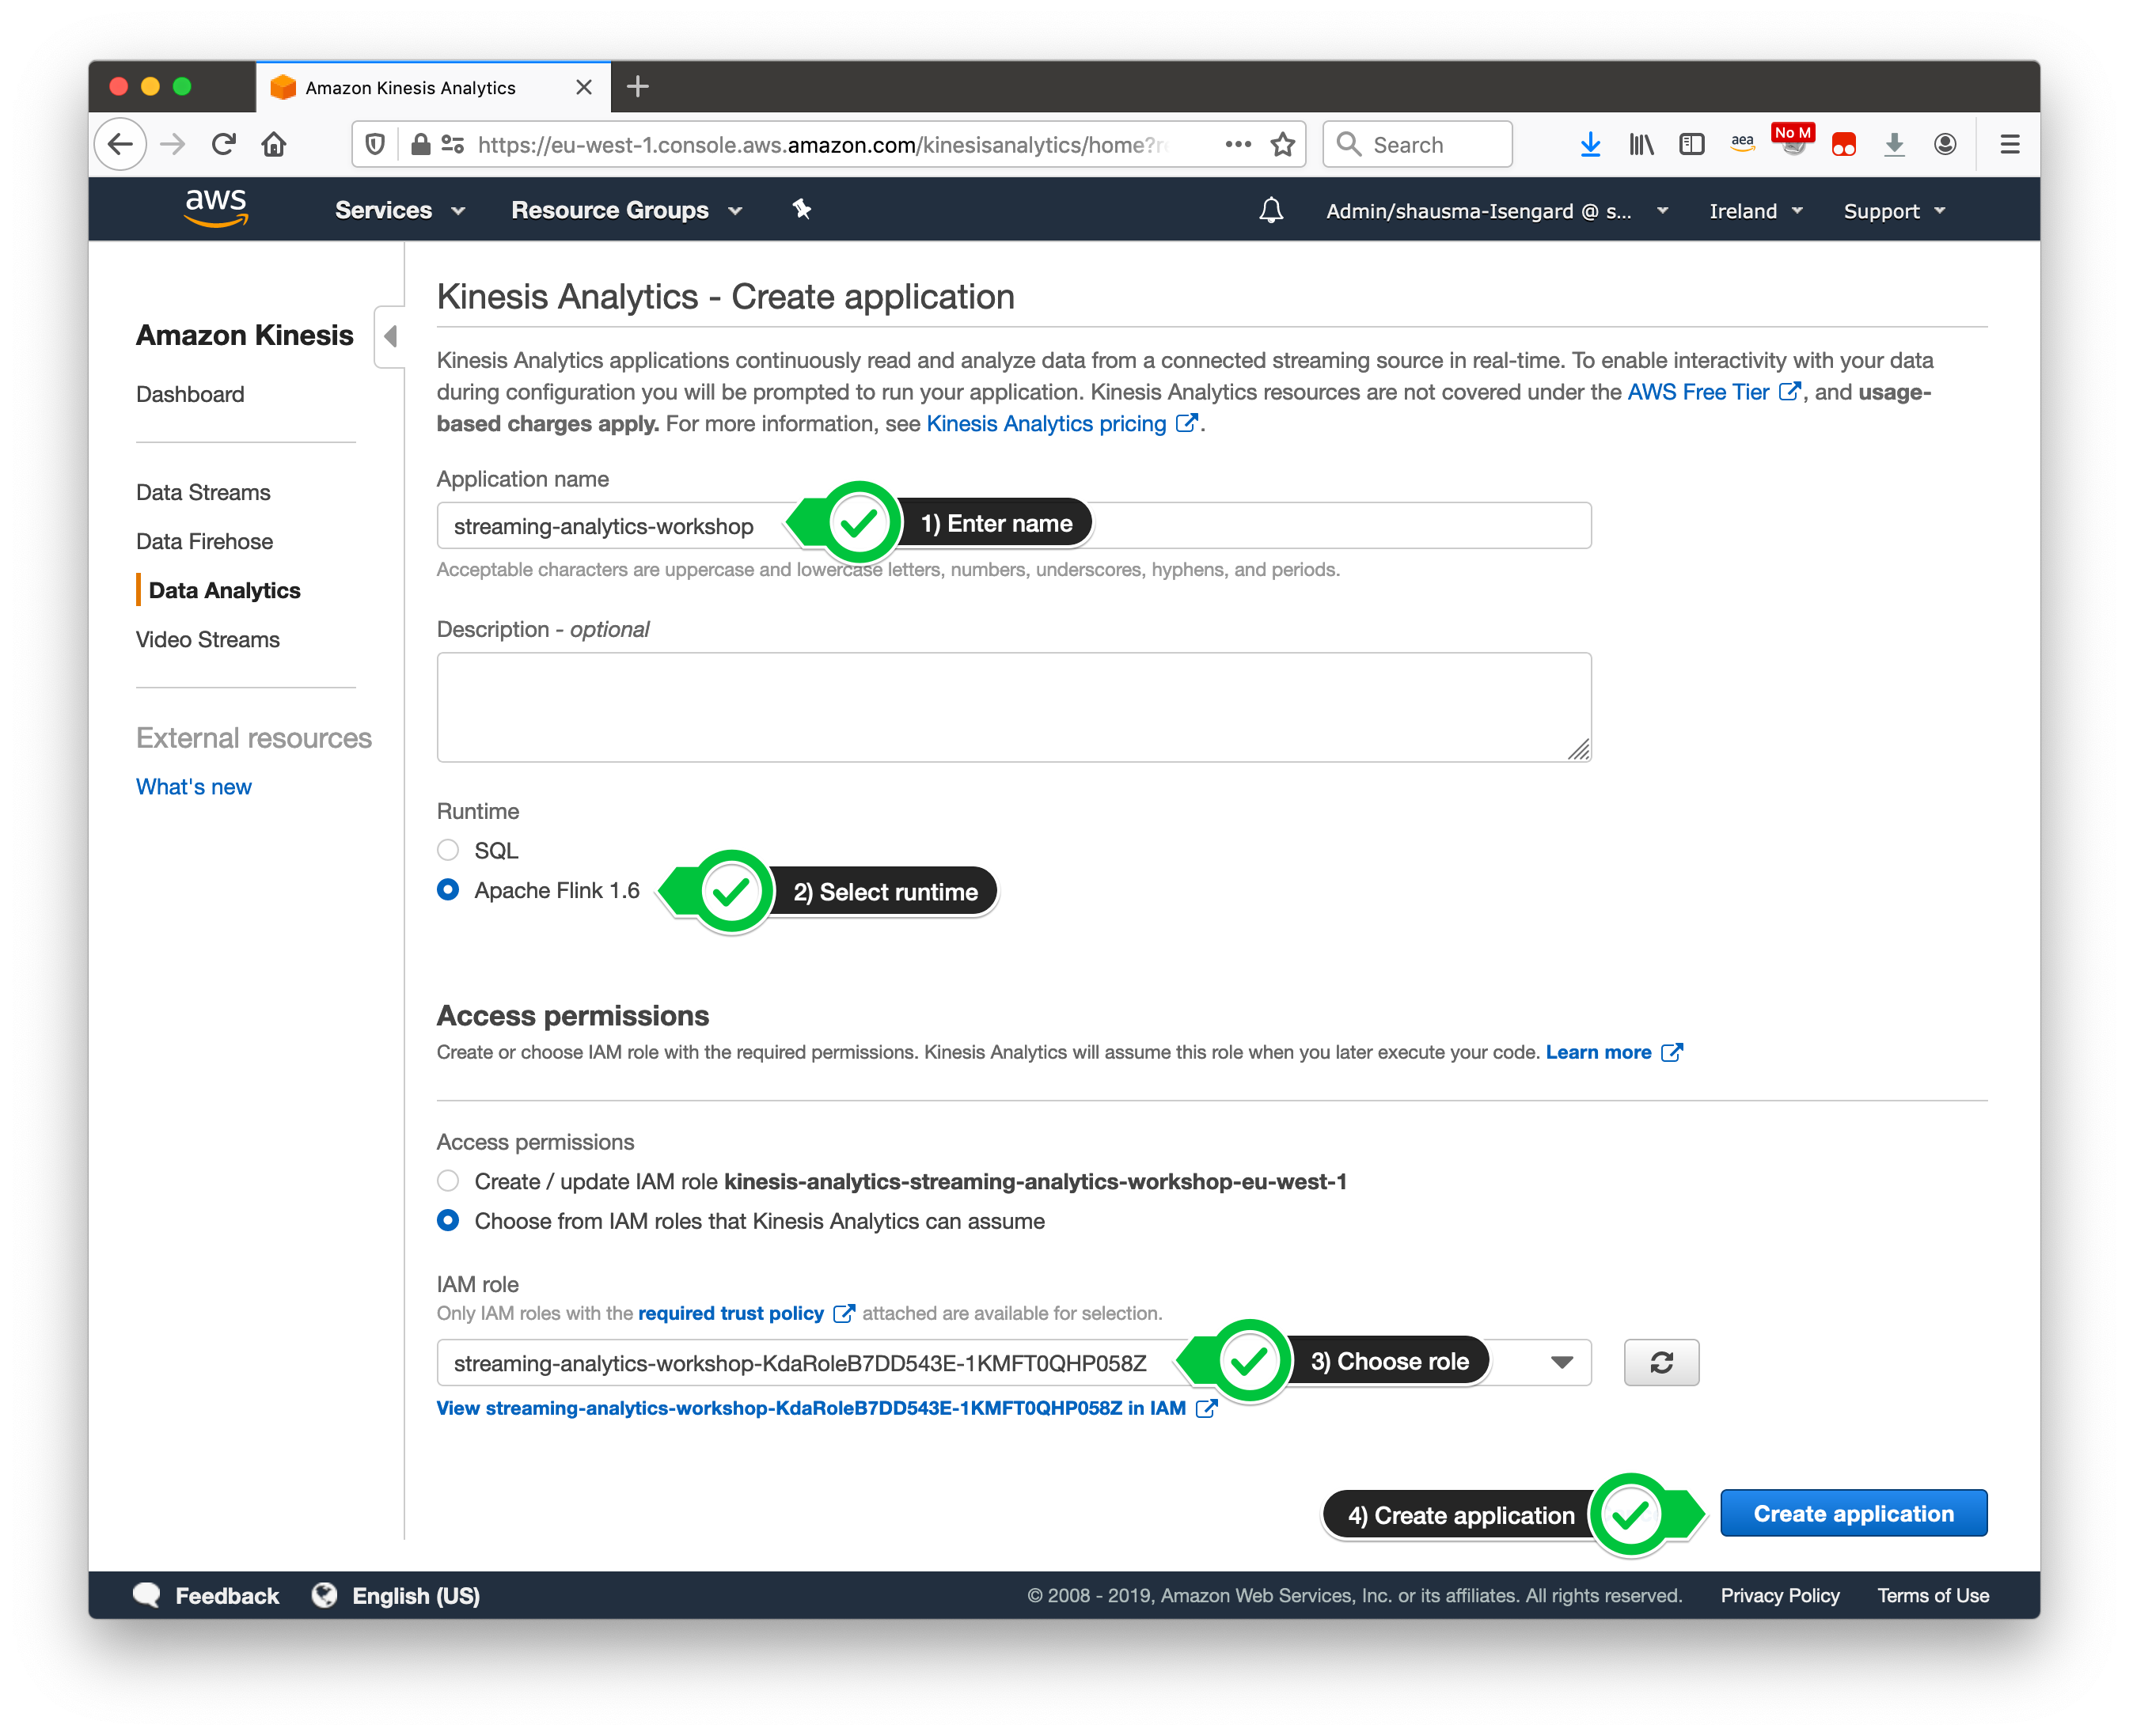 Amazon Kinesis Analytics
https://eu-west-1.console.aws.amazon.com/kinesisanalytics/home?re
Search
aea
No M
aws
Services
Resource Groups
Admin/shausma-Isengard @ s...
Ireland
Support
Amazon Kinesis
Dashboard
Data Streams
Data Firehose
Data Analytics
Video Streams
External resources
What's new
Kinesis Analytics - Create application
Kinesis Analytics applications continuously read and analyze data from a connected streaming source in real-time. To enable interactivity with your data
during configuration you will be prompted to run your application. Kinesis Analytics resources are not covered under the AWS Free Tier, and usage-
based charges apply. For more information, see Kinesis Analytics pricing.
Application name
streaming-analytics-workshop
1) Enter name
Acceptable characters are uppercase and lowercase letters, numbers, underscores, hyphens, and periods.
Description - optional
Runtime
SQL
Apache Flink 1.6
2) Select runtime
Access permissions
Create or choose IAM role with the required permissions. Kinesis Analytics will assume this role when you later execute your code. Learn more
Access permissions
Create / update IAM role kinesis-analytics-streaming-analytics-workshop-eu-west-1
Choose from IAM roles that Kinesis Analytics can assume
IAM role
Only IAM roles with the required trust policy attached are available for selection.
streaming-analytics-workshop-KdaRoleB7DD543E-1KMFT0QHP058Z
3) Choose role
View streaming-analytics-workshop-KdaRoleB7DD543E-1KMFT0QHP058Z in IAM
4) Create application
Create application
Feedback
English (US)
© 2008 - 2019, Amazon Web Services, Inc. or its affiliates. All rights reserved.
Privacy Policy
Terms of Use